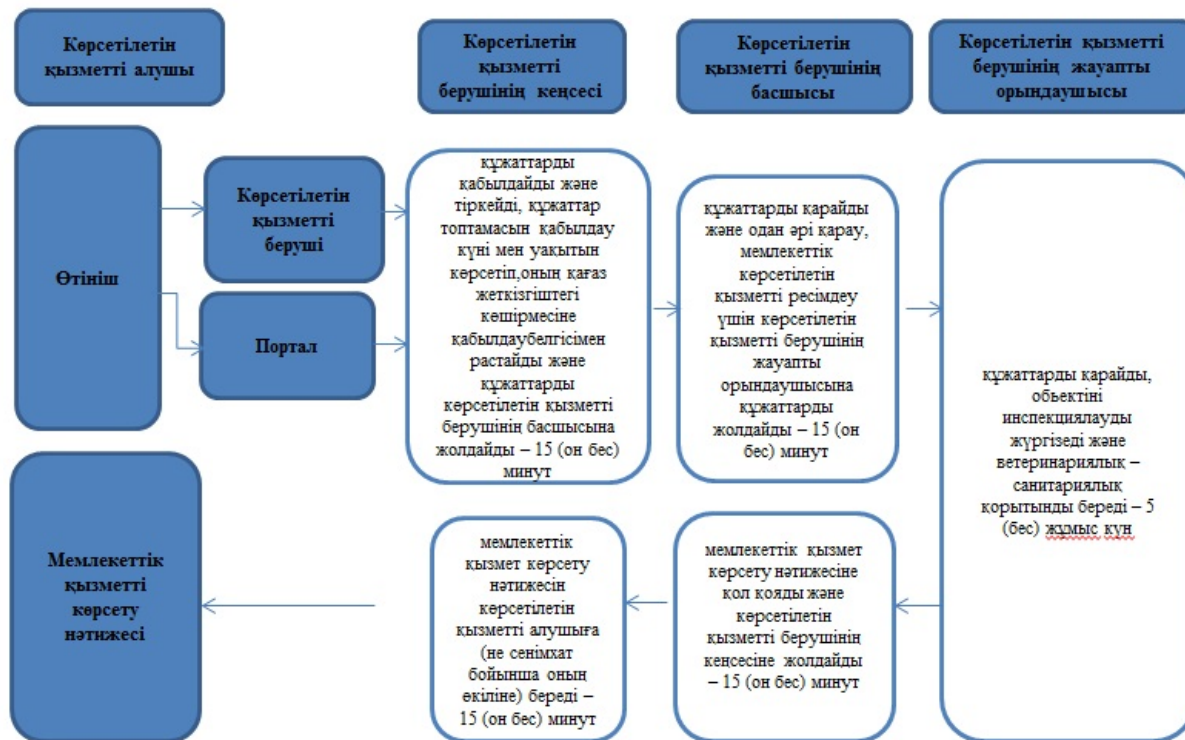 Көрсетілетін
қызметті алушы
Көрсетілетін
қызметті
берушінің кеңсесі
Көрсетілетін
қызметті берушінің
басшысы
Көрсетілетін қызметті
берушінің жауапты
орындаушысы
Өтініш
Көрсетілетін
қызметті
беруші
Портал
құжаттарды
қабылдайды және
тіркейді, құжаттар
топтамасын қабылдау
күні мен уақытын
көрсетіп,оның қағаз
жеткізгіштегі
көшірмесіне
қабылдаубелгісімен
растайды және
құжаттарды
көрсетілетін қызметті
берушінің басшысына
жолдайды – 15 (он бес)
минут
құжаттарды қарайды
және одан әрі қарау,
мемлекеттік
көрсетілетін
қызметті ресімдеу
үшін көрсетілетін
қызметті берушінің
жауапты
орындаушысына
құжаттарды
жолдайды – 15 (он
бес) минут
құжаттарды қарайды,
обьектіні
инспекциялауды
жүргізеді және
ветеринариялық –
санитариялық
қорытынды береді – 5
(бес) жұмыс күн
Мемлекеттік
қызметті
көрсету
нәтижесі
мемлекеттік
қызмет көрсету
нәтижесін
көрсетілетін
қызметті алушыға
(не сенімхат
бойынша оның
өкіліне) береді –
15 (он бес) минут
мемлекеттік қызмет
көрсету нәтижесіне
қол қояды және
көрсетілетін
қызметті берушінің
кеңсесіне жолдайды
– 15 (он бес) минут